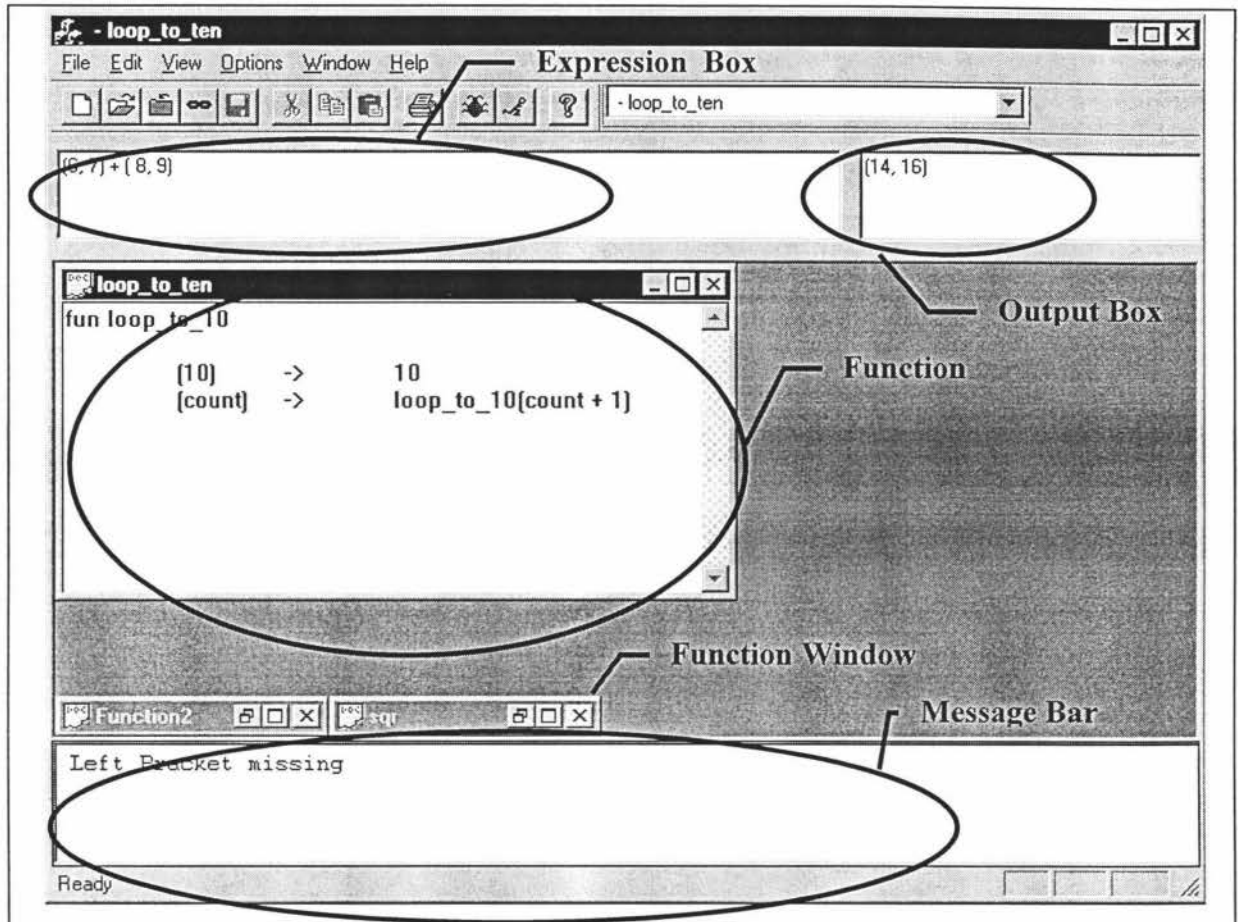 - loop_to_ten
File Edit View Options Window Help
Expression Box
- loop_to_ten
(6, 7) + ( 8, 9)
(14, 16)
loop_to_ten
fun loop_to_10
(10) -> 10
(count) -> loop_to_10(count + 1)
Output Box
Function
Function Window
Function2
sqr
Message Bar
Left Bracket missing
Ready